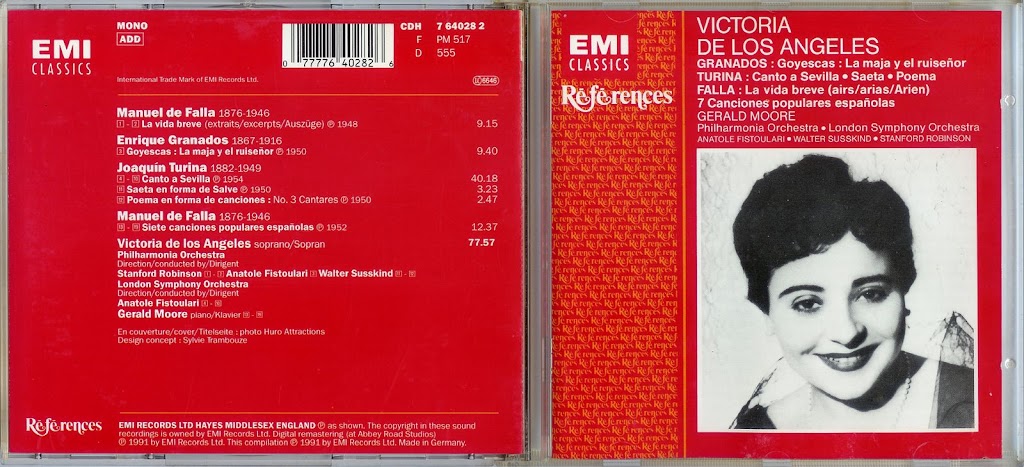 MONO
ADD
CDH 7 64028 2
F PM 517
D 555
0 77776 40282 6
EMI
CLASSICS
International Trade Mark of EMI Records Ltd.
LC 6646
Manuel de Falla 1876-1946
1 - 2 La vida breve (extraits/excerpts/Auszüge) Ⓟ 1948 9.15
Enrique Granados 1867-1916
3 Goyescas : La maja y el ruiseñor Ⓟ 1950 9.40
Joaquín Turina 1882-1949
4 - 10 Canto a Sevilla Ⓟ 1954 40.18
11 Saeta en forma de Salve Ⓟ 1950 3.23
12 Poema en forma de canciones : No. 3 Cantares Ⓟ 1950 2.47
Manuel de Falla 1876-1946
13 - 19 Siete canciones populares españolas Ⓟ 1952 12.37
Victoria de los Angeles soprano/Sopran 77.57
Philharmonia Orchestra
Direction/conducted by/Dirigent
Stanford Robinson 1 - 2 Anatole Fistoulari 3 Walter Susskind 11 - 12
London Symphony Orchestra
Direction/conducted by/Dirigent
Anatole Fistoulari 4 - 10
Gerald Moore piano/Klavier 13 - 19
En couverture/cover/Titelseite : photo Huro Attractions
Design concept : Sylvie Trambouze
Références
EMI RECORDS LTD HAYES MIDDLESEX ENGLAND Ⓟ as shown. The copyright in these sound
recordings is owned by EMI Records Ltd. Digital remastering (at Abbey Road Studios)
Ⓟ 1991 by EMI Records Ltd. This compilation Ⓟ 1991 by EMI Records Ltd. Made in Germany.
EMI
CLASSICS
Références
VICTORIA
DE LOS ANGELES
GRANADOS : Goyescas : La maja y el ruiseñor
TURINA : Canto a Sevilla • Saeta • Poema
FALLA : La vida breve (airs/arias/Arien)
7 Canciones populares españolas
GERALD MOORE
Philharmonia Orchestra • London Symphony Orchestra
ANATOLE FISTOULARI • WALTER SUSSKIND • STANFORD ROBINSON